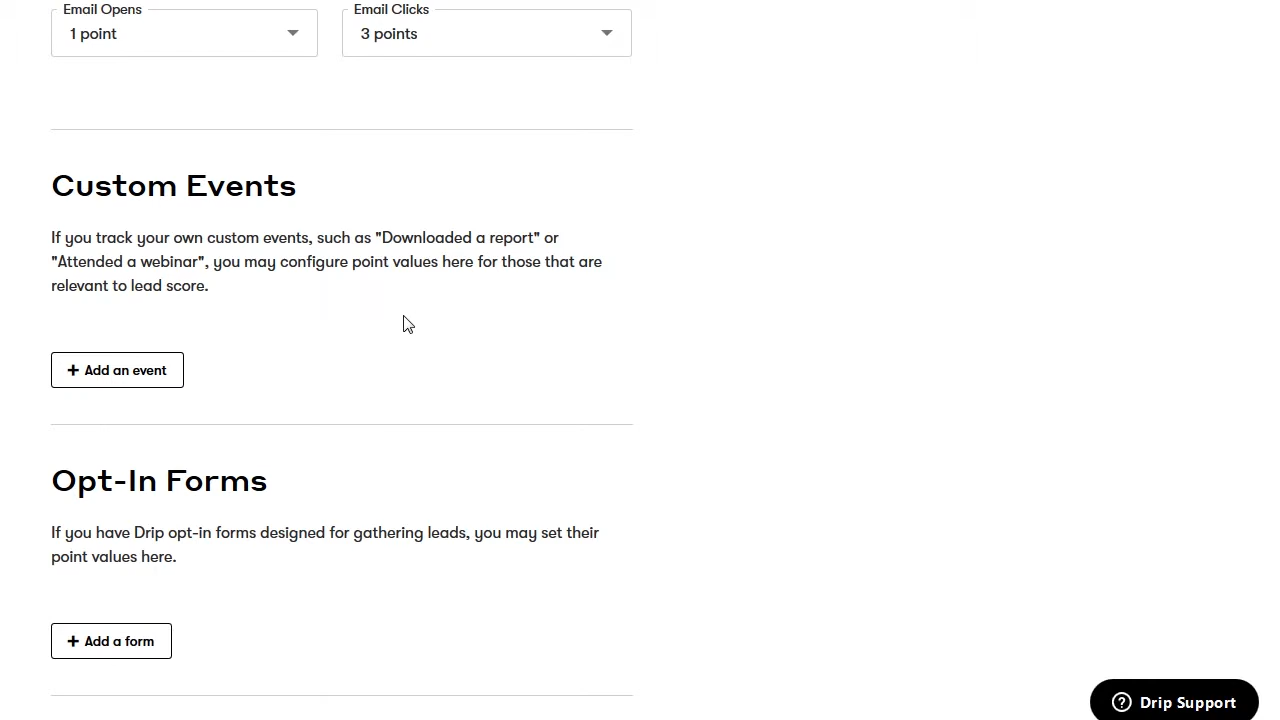 Email Opens Email Clicks
1 point 3 points
Custom Events
If you track your own custom events, such as "Downloaded a report" or
"Attended a webinar", you may configure point values here for those that are
relevant to lead score.
+ Add an event
Opt-In Forms
If you have Drip opt-in forms designed for gathering leads, you may set their
point values here.
+ Add a form
Drip Support